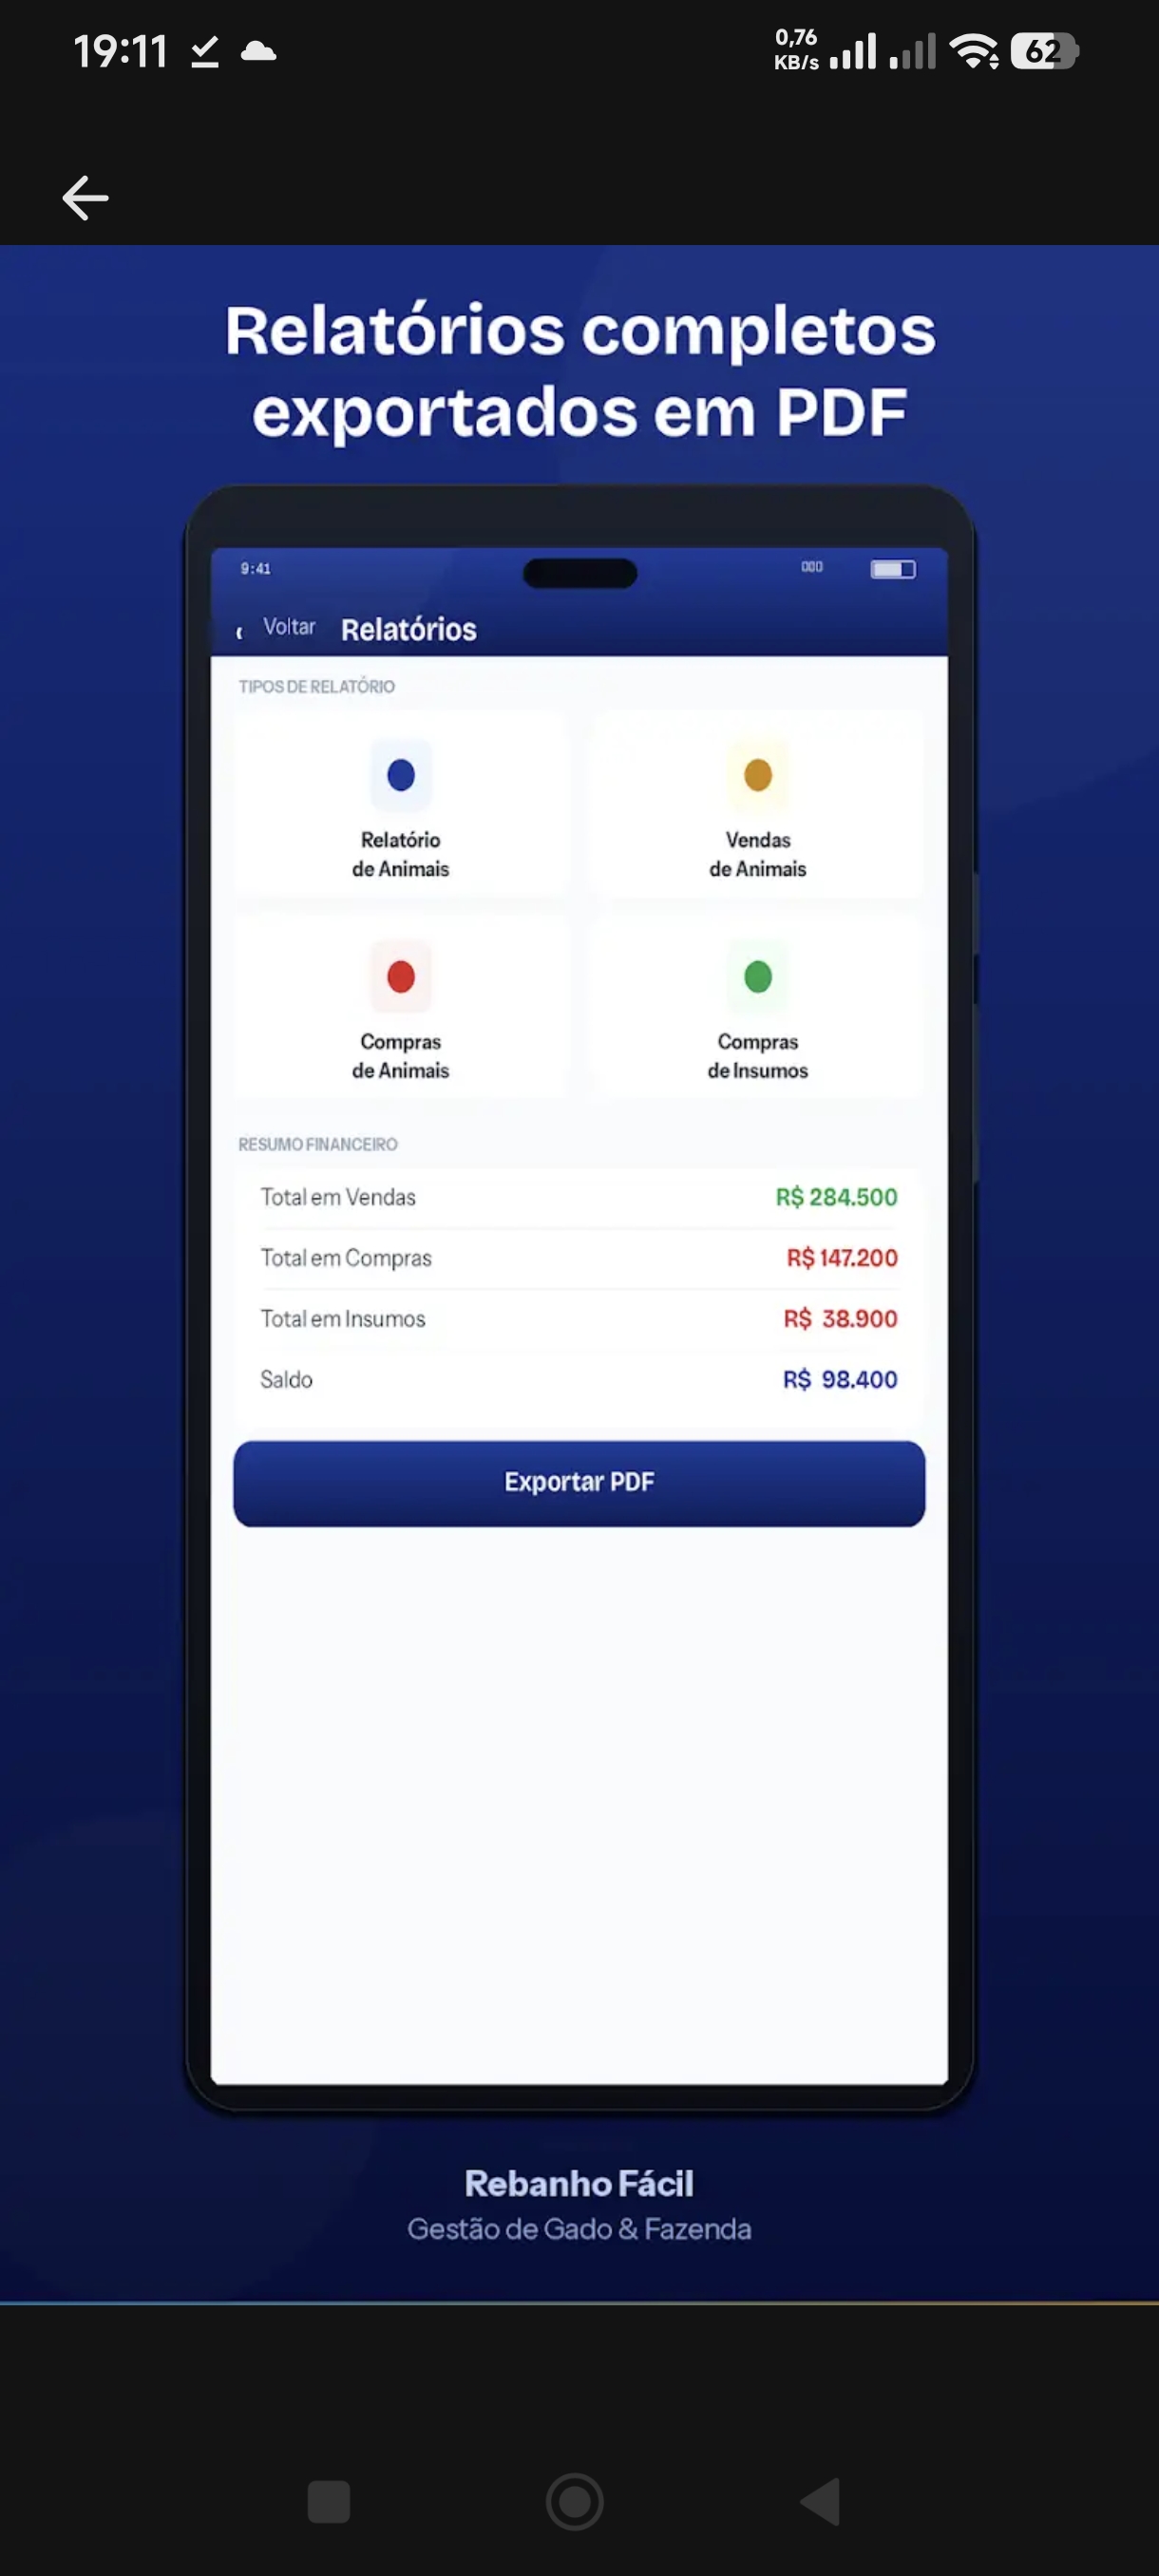 19:11
0,76
KB/s
62
Relatórios completos
exportados em PDF
9:41
Voltar Relatórios
TIPOS DE RELATÓRIO
Relatório
de Animais
Vendas
de Animais
Compras
de Animais
Compras
de Insumos
RESUMO FINANCEIRO
Total em Vendas R$ 284.500
Total em Compras R$ 147.200
Total em Insumos R$ 38.900
Saldo R$ 98.400
Exportar PDF
Rebanho Fácil
Gestão de Gado & Fazenda